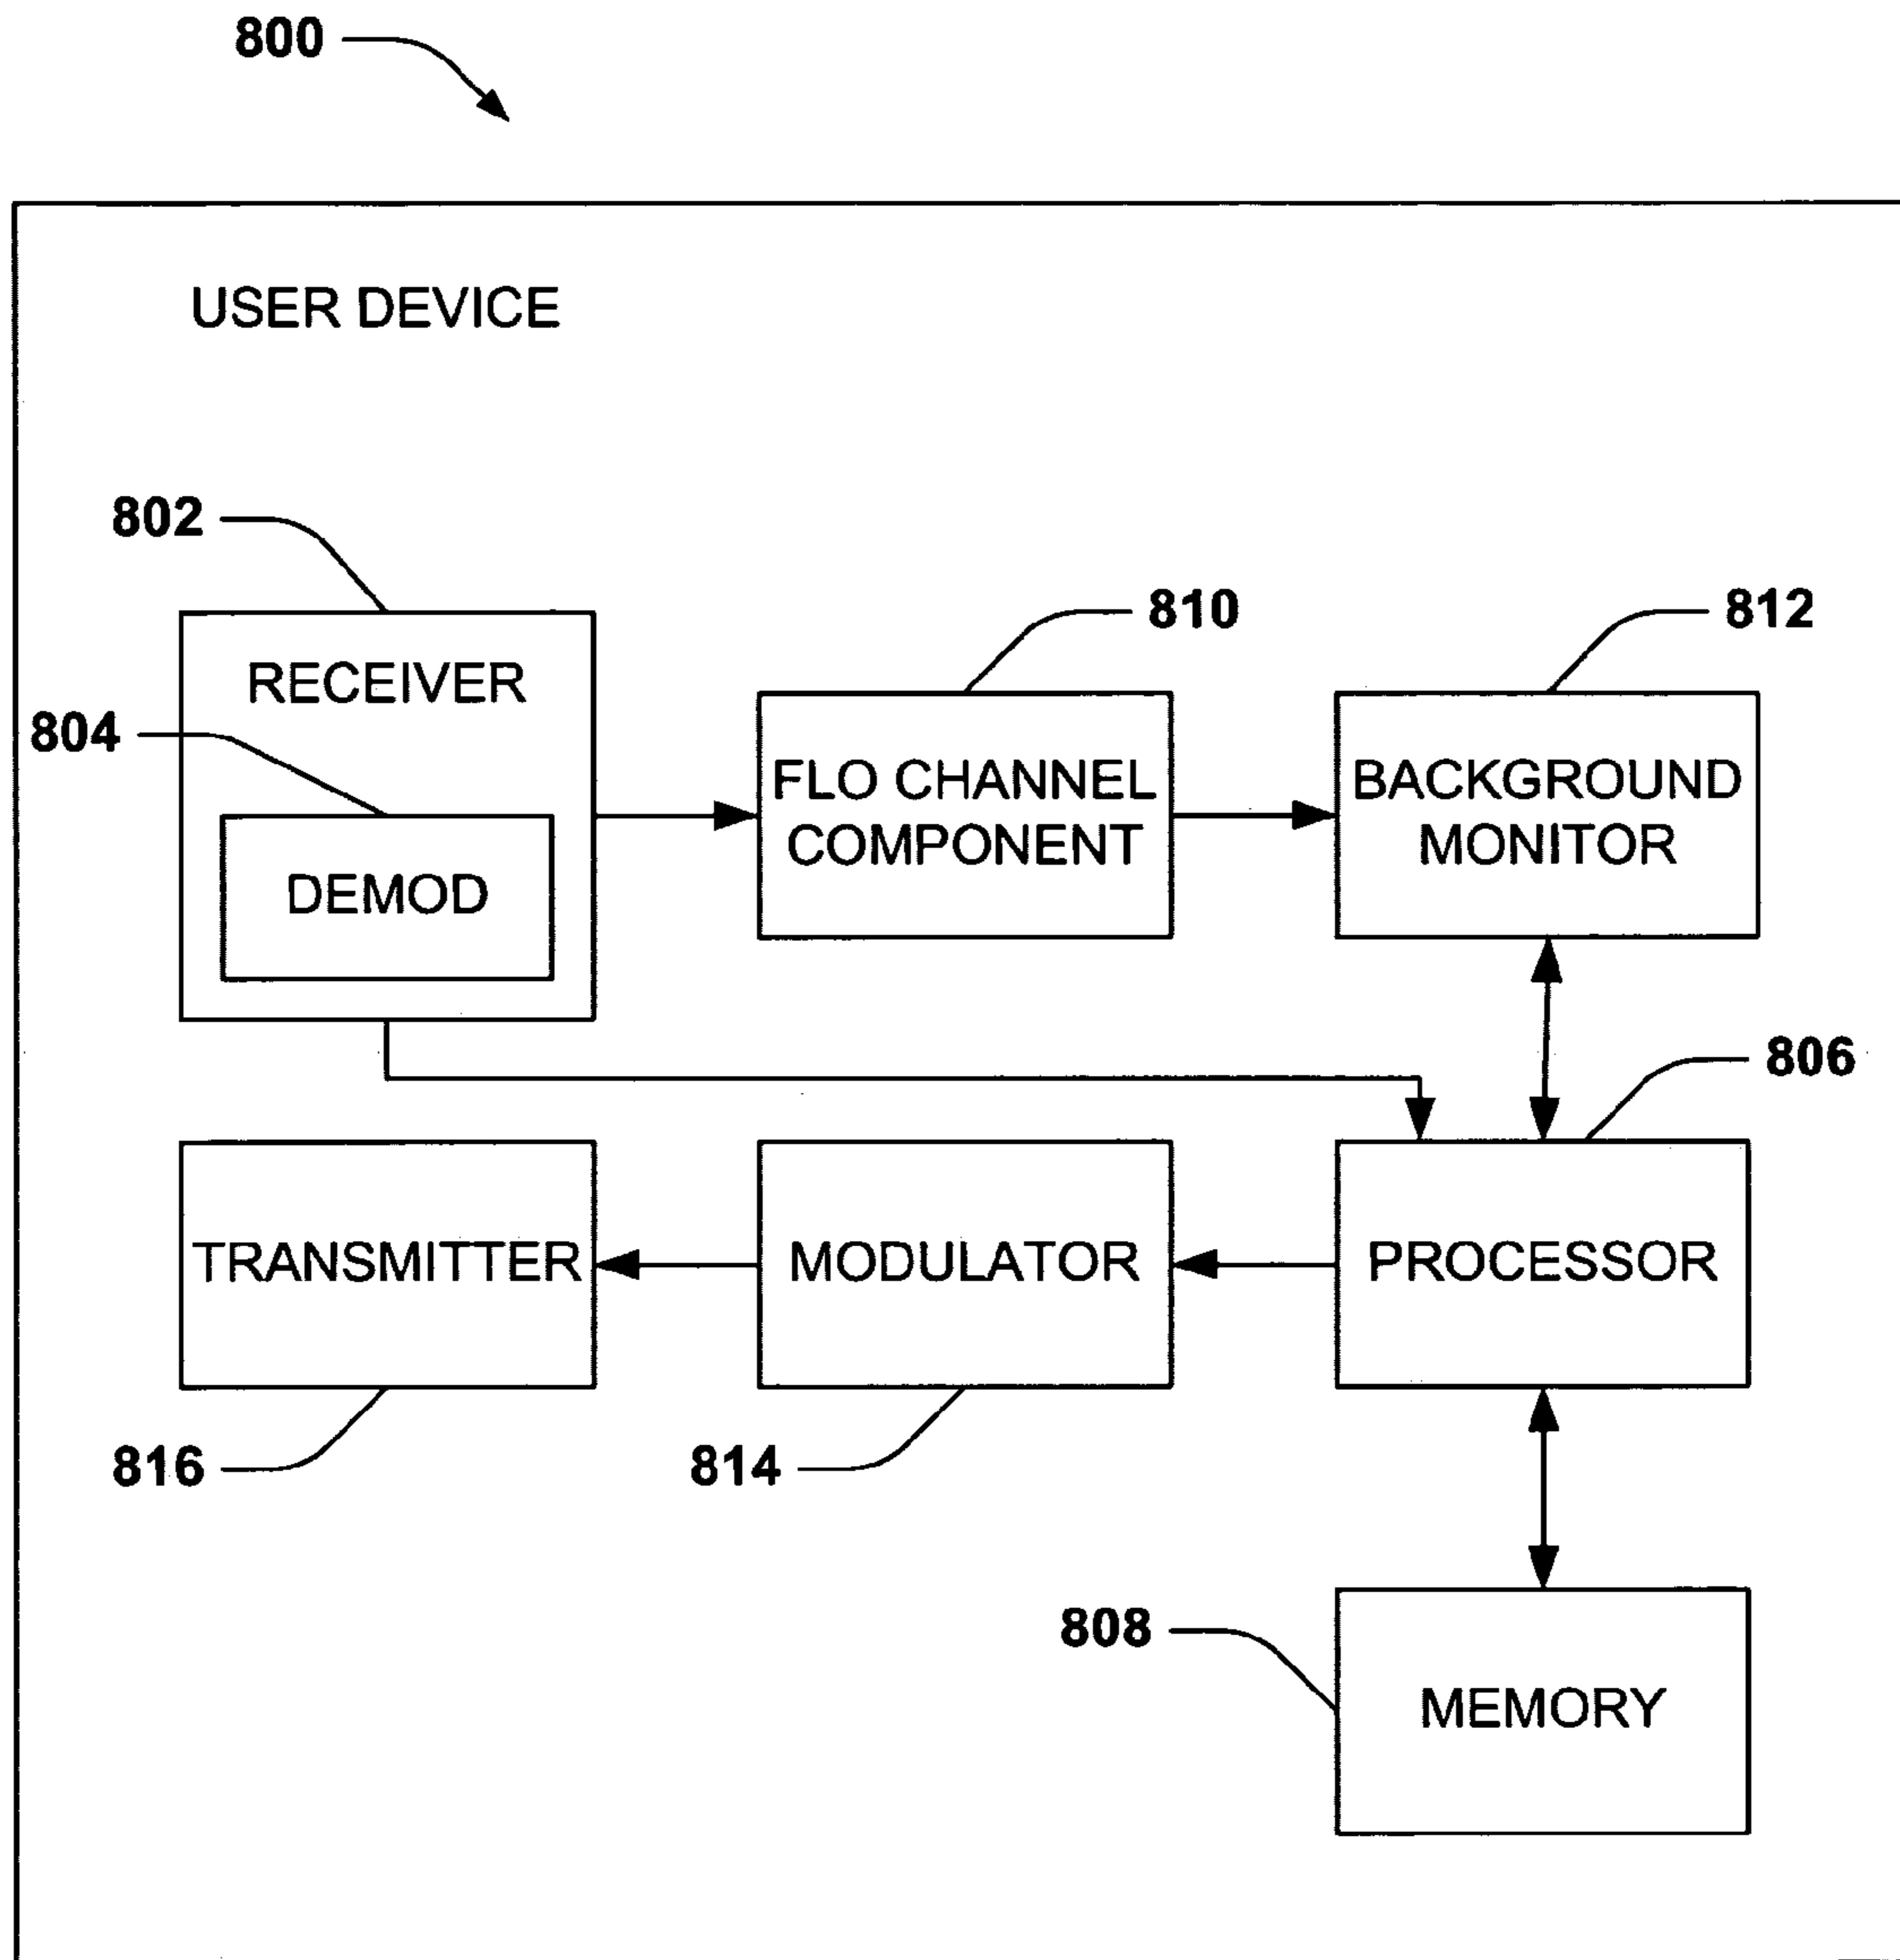 800
USER DEVICE
802
810
812
RECEIVER
804
FLO CHANNEL
COMPONENT
BACKGROUND
MONITOR
DEMOD
806
TRANSMITTER
MODULATOR
PROCESSOR
816
814
808
MEMORY